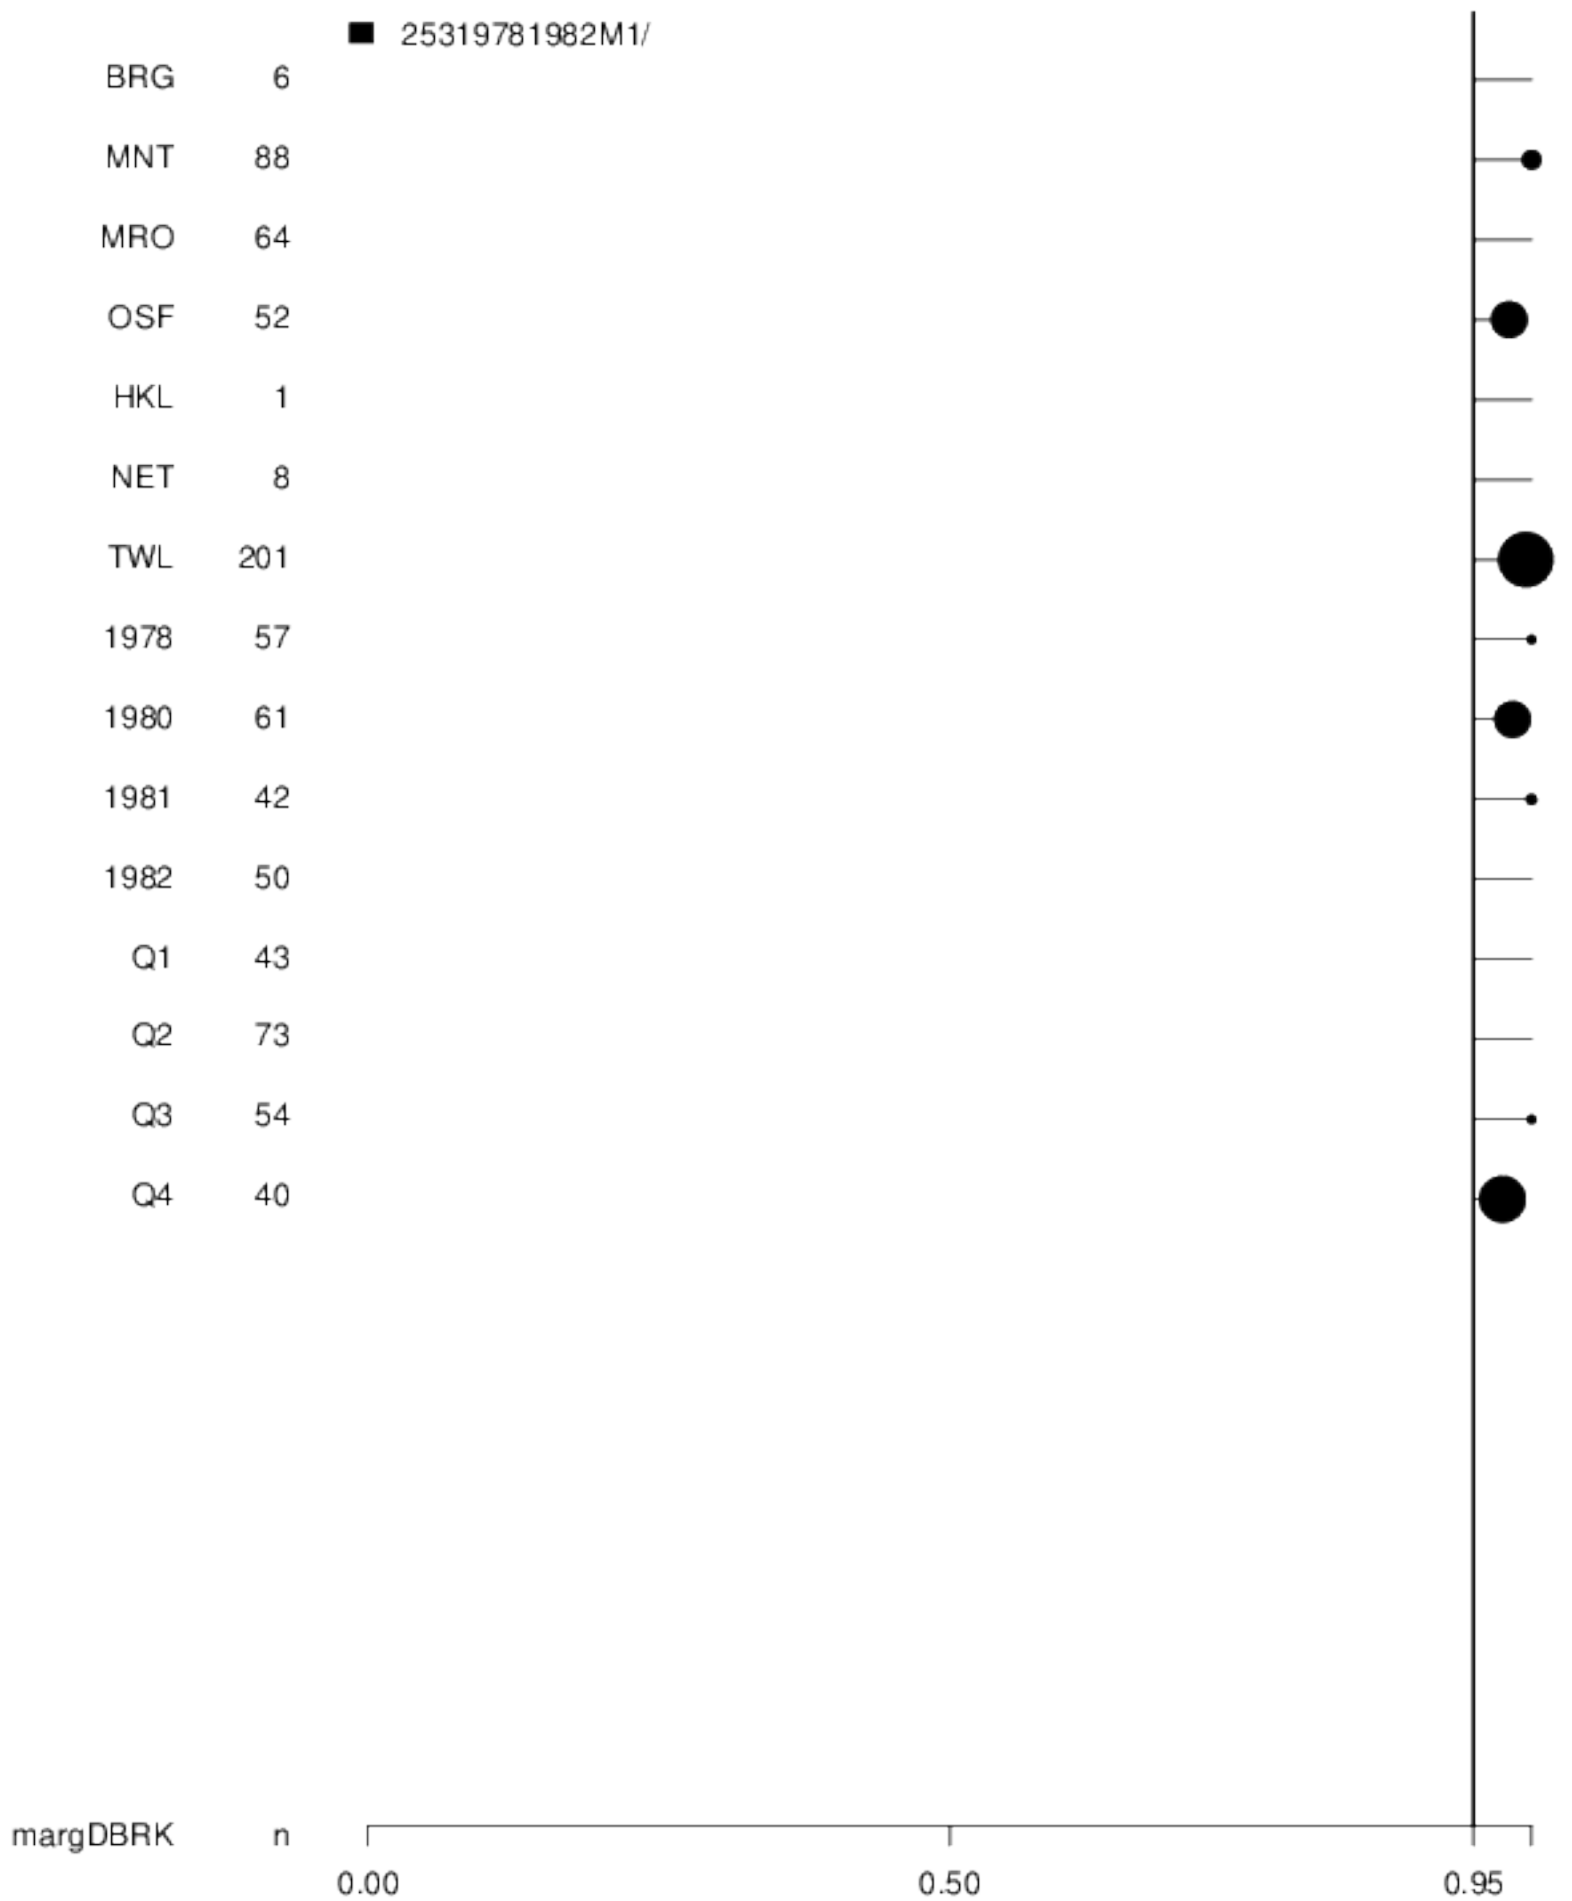 25319781982M1/
BRG 6
MNT 88
MRO 64
OSF 52
HKL 1
NET 8
TWL 201
1978 57
1980 61
1981 42
1982 50
Q1 43
Q2 73
Q3 54
Q4 40
margDBRK n
0.00 0.50 0.95